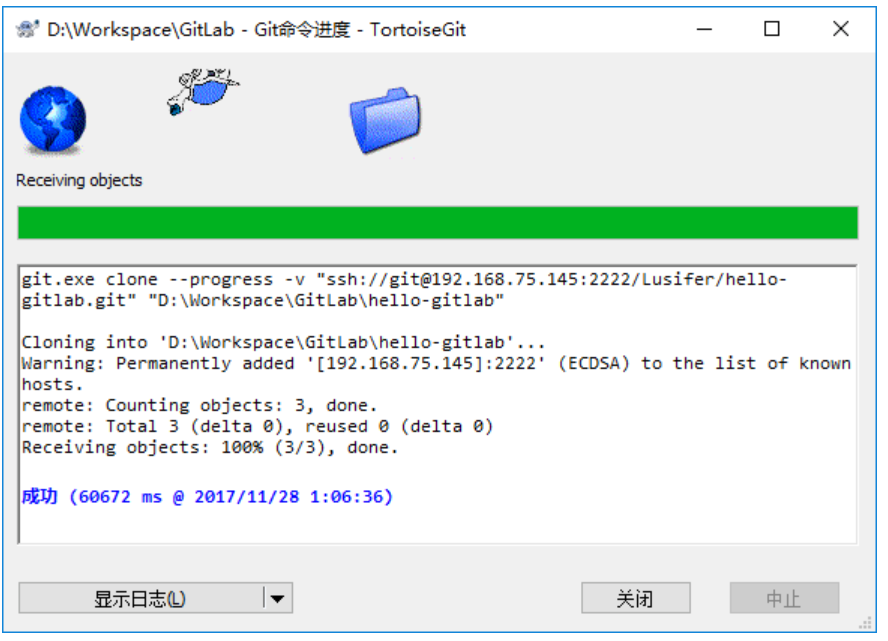 D:\Workspace\GitLab - Git命令进度 - TortoiseGit
Receiving objects
git.exe clone --progress -v "ssh://git@192.168.75.145:2222/Lusifer/hello-
gitlab.git" "D:\Workspace\GitLab\hello-gitlab"
Cloning into 'D:\Workspace\GitLab\hello-gitlab'...
Warning: Permanently added '[192.168.75.145]:2222' (ECDSA) to the list of known
hosts.
remote: Counting objects: 3, done.
remote: Total 3 (delta 0), reused 0 (delta 0)
Receiving objects: 100% (3/3), done.
成功 (60672 ms @ 2017/11/28 1:06:36)
显示日志(L)
关闭
中止